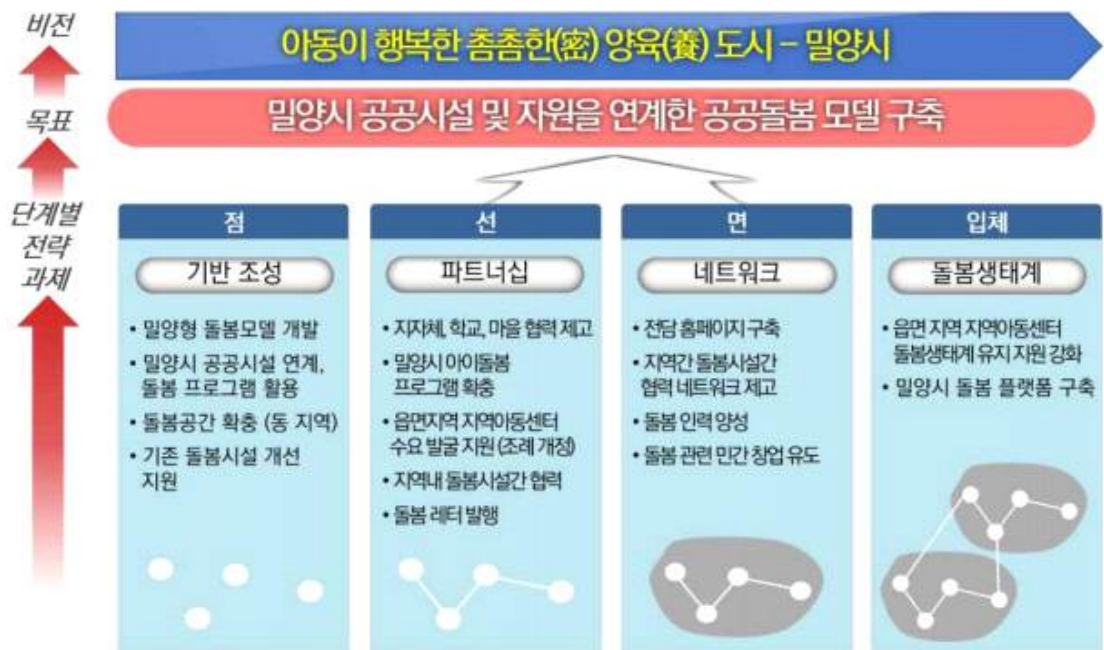 비전
아동이 행복한 촘촘한(密) 양육(養) 도시 – 밀양시
목표
밀양시 공공시설 및 자원을 연계한 공공돌봄 모델 구축
단계별
전략
과제
점
기반 조성
• 밀양형 돌봄모델 개발
• 밀양시 공공시설 연계,
돌봄 프로그램 활용
• 돌봄공간 확충 (동 지역)
• 기존 돌봄시설 개선
지원
선
파트너십
• 지자체, 학교, 마을 협력 제고
• 밀양시 아이돌봄
프로그램 확충
• 읍면지역 지역아동센터
수요 발굴 지원 (조례 개정)
• 지역내 돌봄시설간 협력
• 돌봄 레터 발행
면
네트워크
• 전담 홈페이지 구축
• 지역간 돌봄시설간
협력 네트워크 제고
• 돌봄 인력 양성
• 돌봄 관련 민간 창업 유도
입체
돌봄생태계
• 읍면 지역 지역아동센터
돌봄생태계 유지 지원 강화
• 밀양시 돌봄 플랫폼 구축